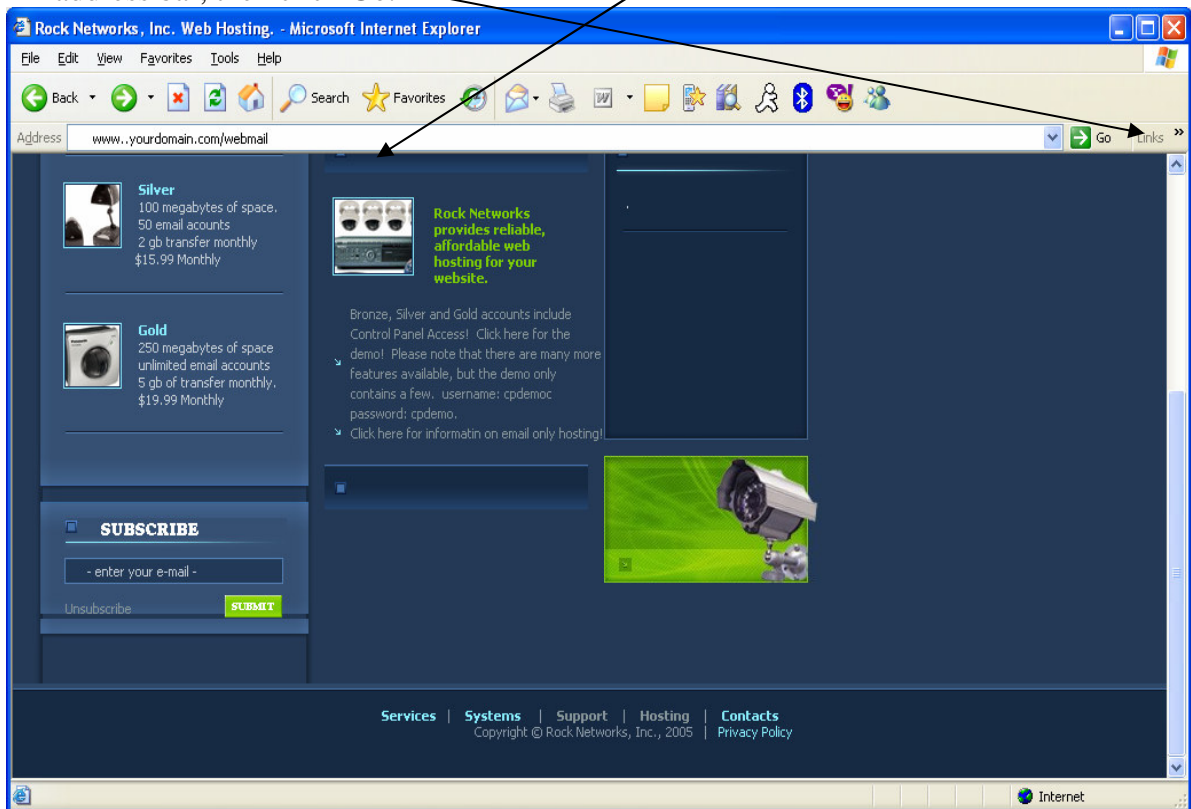 Rock Networks, Inc. Web Hosting. - Microsoft Internet Explorer
File Edit View Favorites Tools Help
Back Search Favorites
Address www..yourdomain.com/webmail Go Links »
Silver
100 megabytes of space.
50 email acounts
2 gb transfer monthly
$15.99 Monthly
Gold
250 megabytes of space
unlimited email accounts
5 gb of transfer monthly.
$19.99 Monthly
SUBSCRIBE
- enter your e-mail -
Unsubscribe SUBMIT
Rock Networks
provides reliable,
affordable web
hosting for your
website.
Bronze, Silver and Gold accounts include
Control Panel Access! Click here for the
demo! Please note that there are many more
features available, but the demo only
contains a few. username: cpdemoc
password: cpdemo.
Click here for informatin on email only hosting!
Services | Systems | Support | Hosting | Contacts
Copyright © Rock Networks, Inc., 2005 | Privacy Policy
Internet